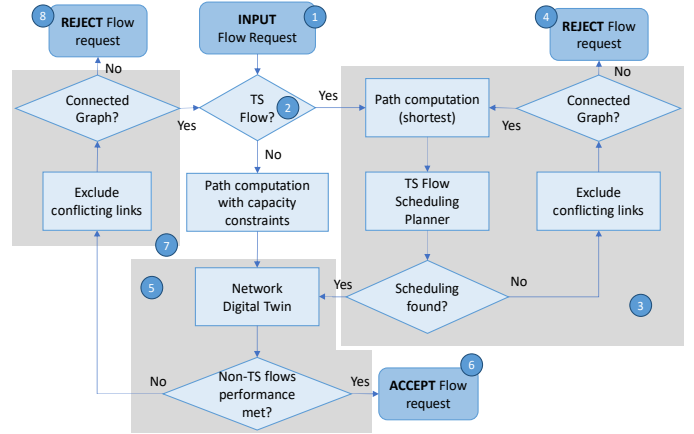 8
REJECT Flow
request
INPUT
Flow Request
1
4
REJECT Flow
request
No
No
Connected
Graph?
Yes
TS
Flow?
2
Yes
Path computation
(shortest)
Yes
Connected
Graph?
No
Exclude
conflicting links
Path computation
with capacity
constraints
TS Flow
Scheduling
Planner
Exclude
conflicting links
7
5
Network
Digital Twin
Yes
Scheduling
found?
No
3
No
Non-TS flows
performance
met?
Yes
6
ACCEPT Flow
request